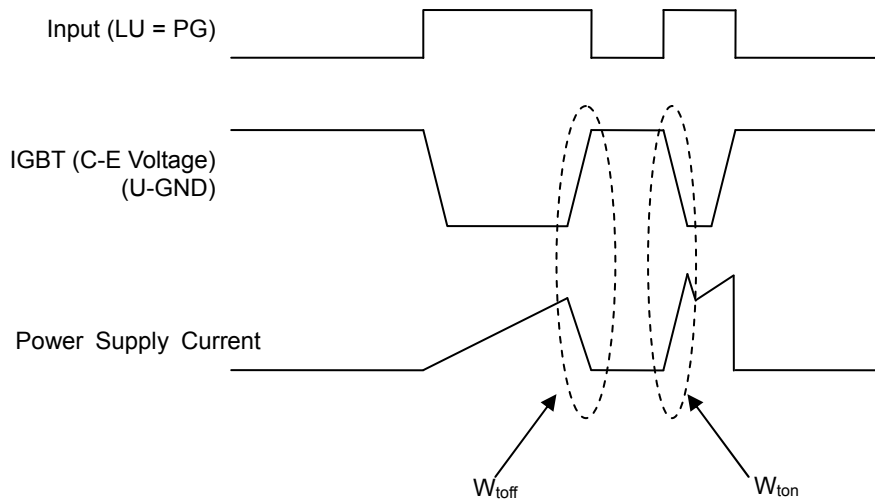 Input (LU = PG)
IGBT (C-E Voltage)
(U-GND)
Power Supply Current
Wtoff
Wton